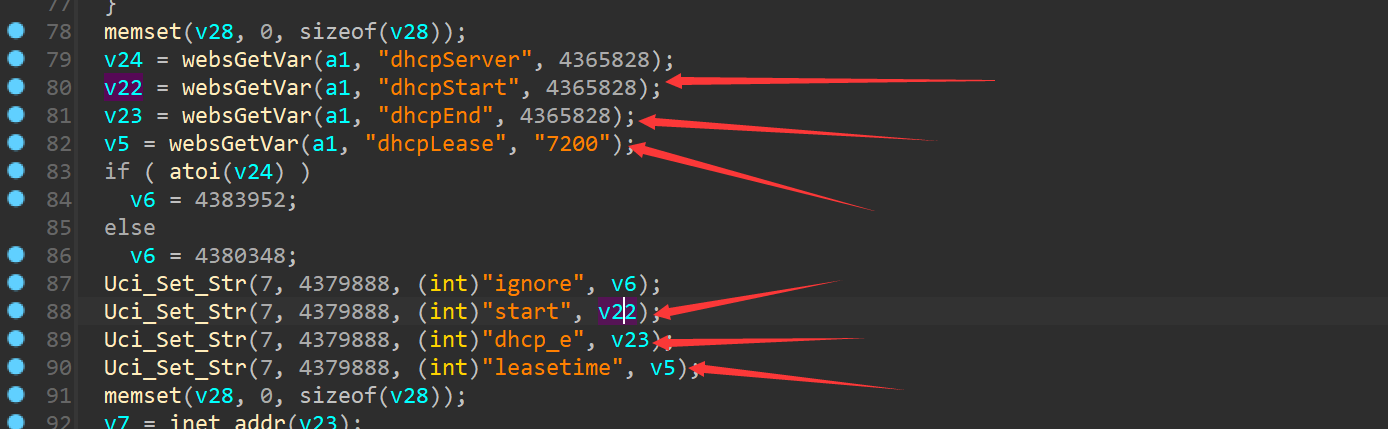 77 }
78 memset(v28, 0, sizeof(v28));
79 v24 = websGetVar(a1, "dhcpServer", 4365828);
80 v22 = websGetVar(a1, "dhcpStart", 4365828);
81 v23 = websGetVar(a1, "dhcpEnd", 4365828);
82 v5 = websGetVar(a1, "dhcpLease", "7200");
83 if ( atoi(v24) )
84 v6 = 4383952;
85 else
86 v6 = 4380348;
87 Uci_Set_Str(7, 4379888, (int)"ignore", v6);
88 Uci_Set_Str(7, 4379888, (int)"start", v22);
89 Uci_Set_Str(7, 4379888, (int)"dhcp_e", v23);
90 Uci_Set_Str(7, 4379888, (int)"leasetime", v5);
91 memset(v28, 0, sizeof(v28));
92 v7 = inet_addr(v23);